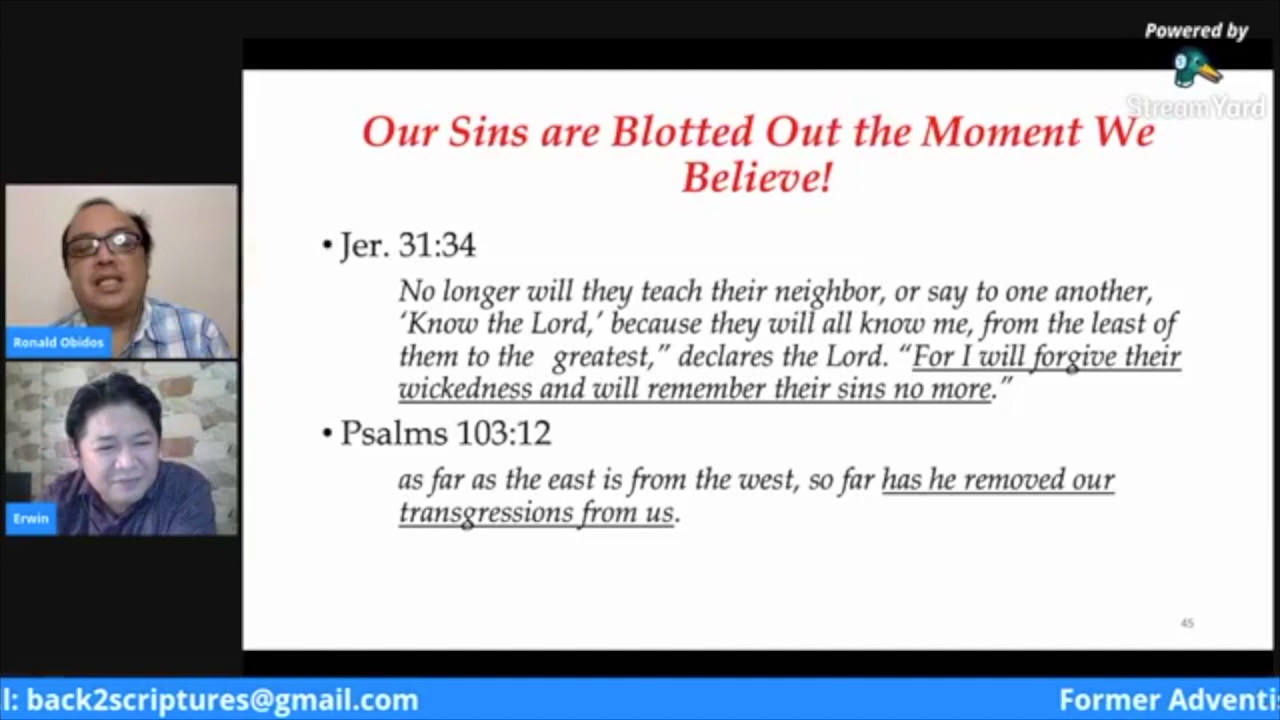 Powered by
StreamYard
Our Sins are Blotted Out the Moment We
Believe!
• Jer. 31:34
No longer will they teach their neighbor, or say to one another,
‘Know the Lord,’ because they will all know me, from the least of
them to the greatest,” declares the Lord. “For I will forgive their
wickedness and will remember their sins no more.”
• Psalms 103:12
as far as the east is from the west, so far has he removed our
transgressions from us.
45
Ronald Obidos
Erwin
l: back2scriptures@gmail.com
Former Adventis